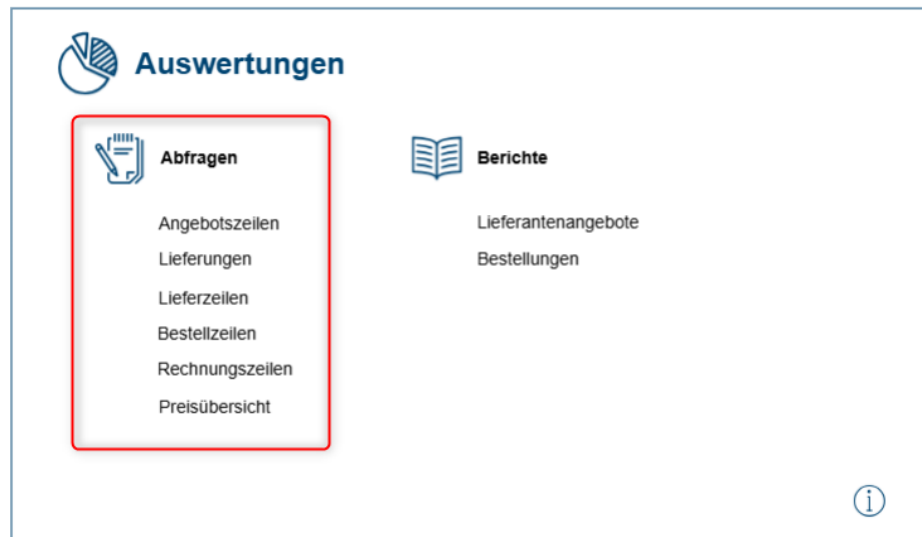 Auswertungen
Abfragen
Angebotszeilen
Lieferungen
Lieferzeilen
Bestellzeilen
Rechnungszeilen
Preisübersicht
Berichte
Lieferantenangebote
Bestellungen
i